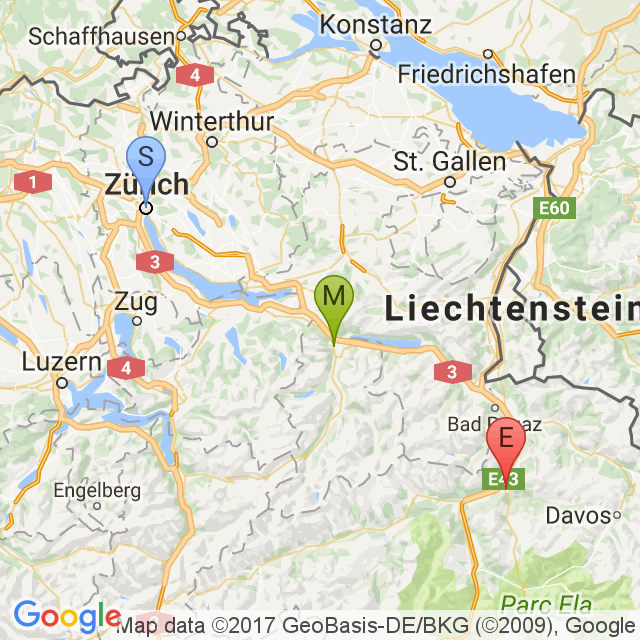 Konstanz
Schaffhausen
4
Friedrichshafen
Winterthur
S
St. Gallen
1
Zürich
E60
3
M
Liechtenstein
Zug
Luzern
4
3
Bad Ragaz
E
E43
Engelberg
Davos
Parc Ela
Google
Map data ©2017 GeoBasis-DE/BKG (©2009), Google